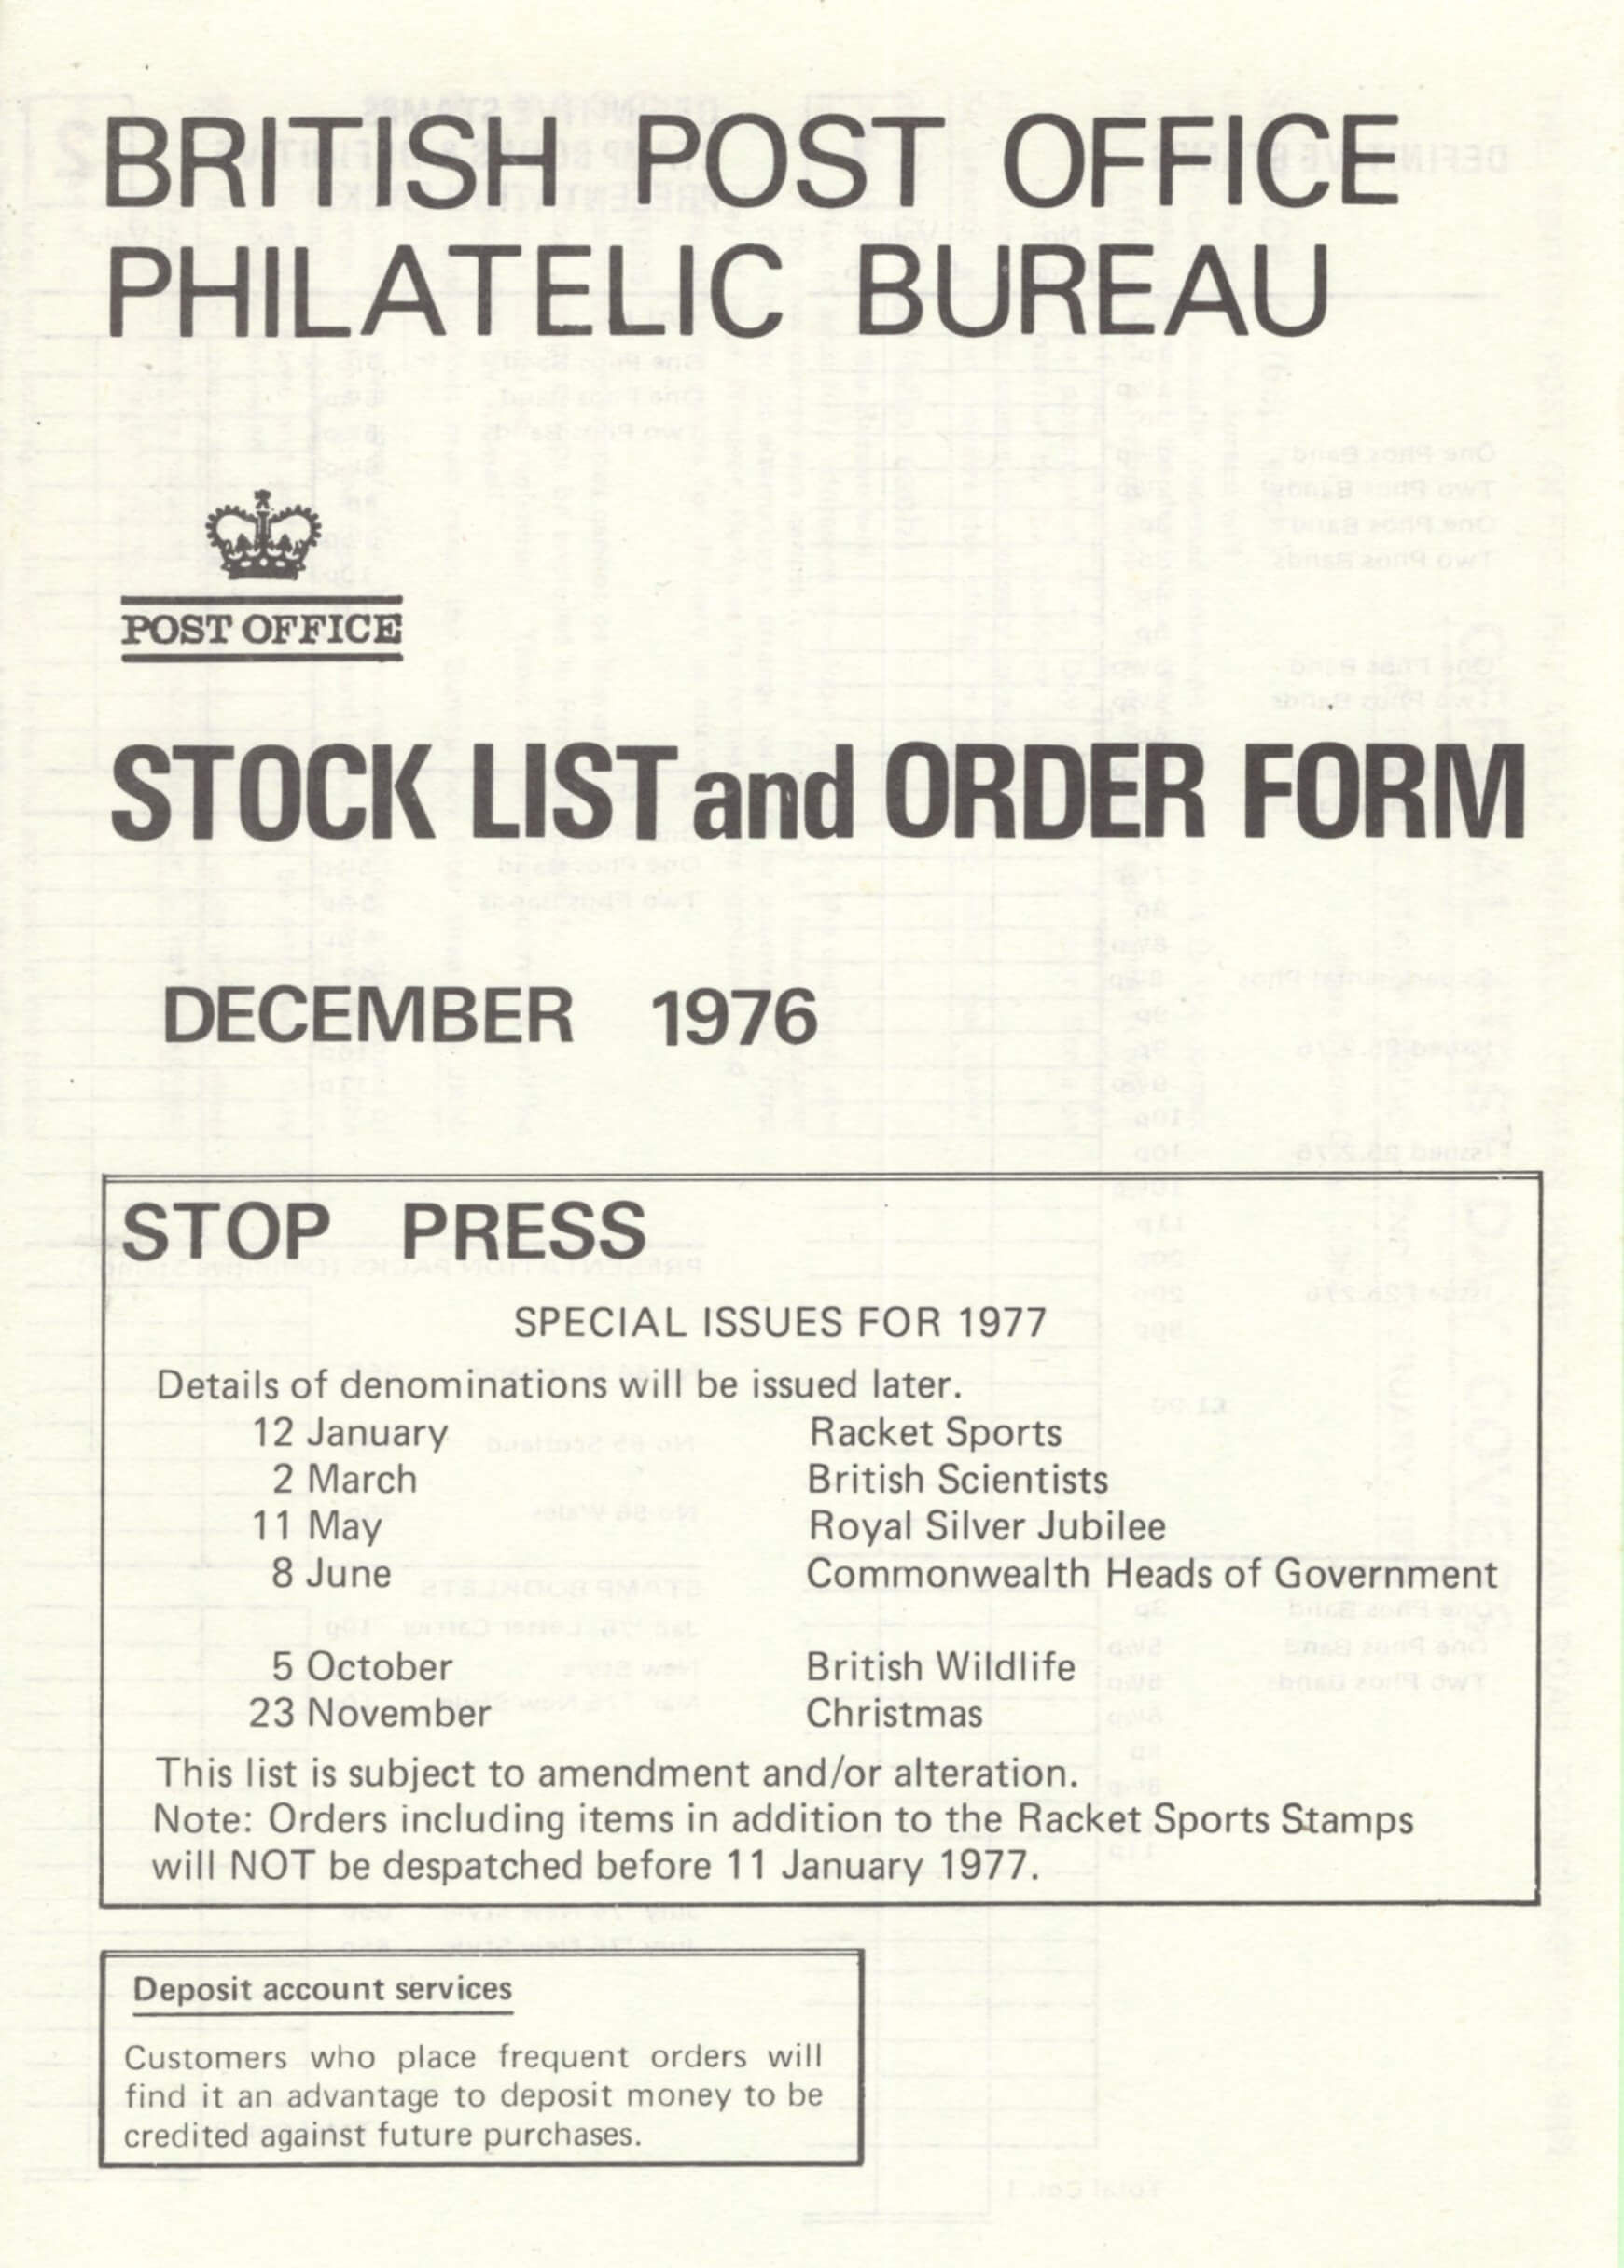 BRITISH POST OFFICE
PHILATELIC BUREAU
POST OFFICE
STOCK LIST and ORDER FORM
DECEMBER 1976
STOP PRESS
SPECIAL ISSUES FOR 1977
Details of denominations will be issued later.
12 January Racket Sports
2 March British Scientists
11 May Royal Silver Jubilee
8 June Commonwealth Heads of Government
5 October British Wildlife
23 November Christmas
This list is subject to amendment and/or alteration.
Note: Orders including items in addition to the Racket Sports Stamps
will NOT be despatched before 11 January 1977.
Deposit account services
Customers who place frequent orders will
find it an advantage to deposit money to be
credited against future purchases.